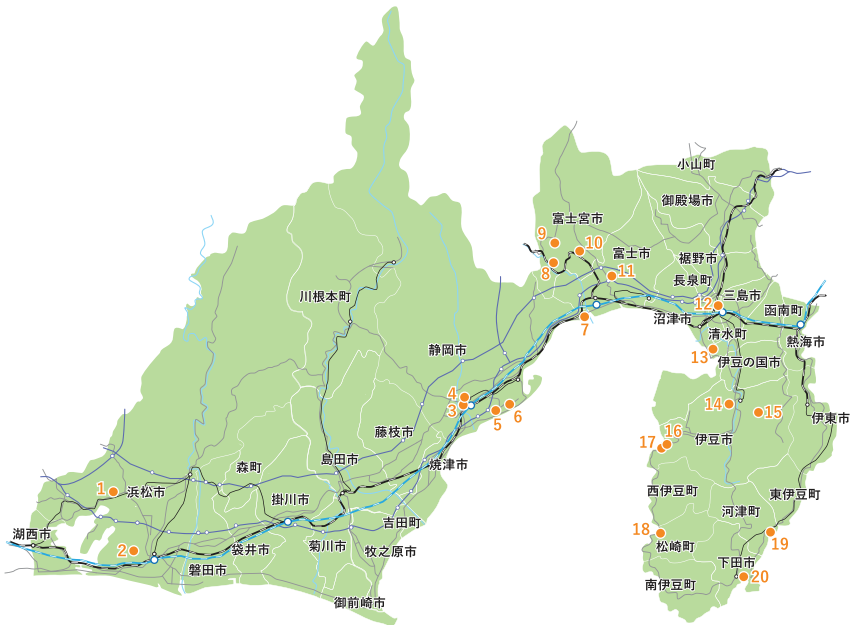 小山町
御殿場市
富士宮市
9
10
富士市
裾野市
8
11
長泉町
川根本町
12
三島市
函南町
7
沼津市
清水町
熱海市
静岡市
13
伊豆の国市
4
3
14
15
5
6
伊東市
藤枝市
17
16
伊豆市
島田市
焼津市
森町
1
浜松市
掛川市
西伊豆町
東伊豆町
河津町
吉田町
湖西市
18
19
2
袋井市
菊川市
牧之原市
松崎町
磐田市
下田市
20
南伊豆町
御前崎市